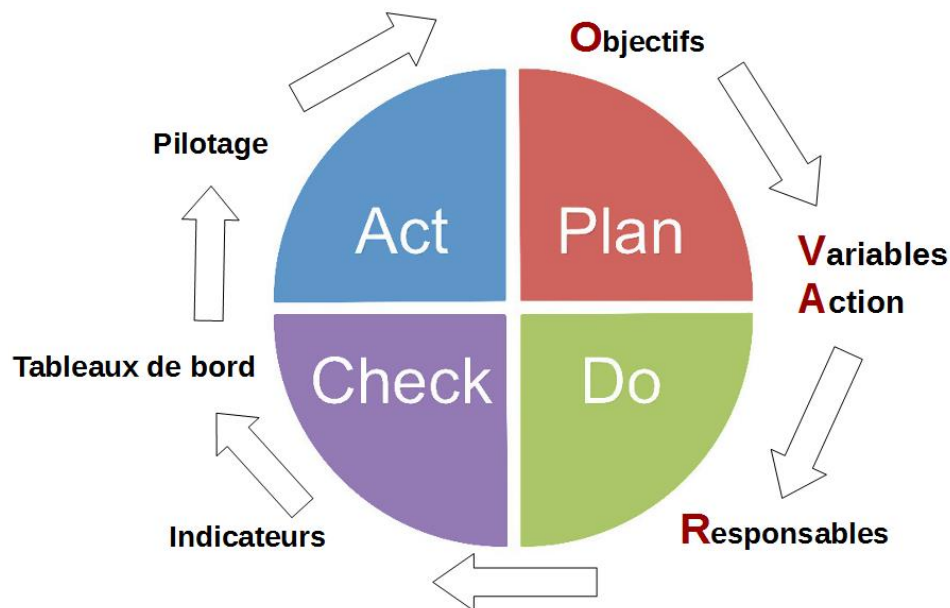 Objectifs
Pilotage
Act
Plan
Variables
Action
Tableaux de bord
Check
Do
Indicateurs
Responsables